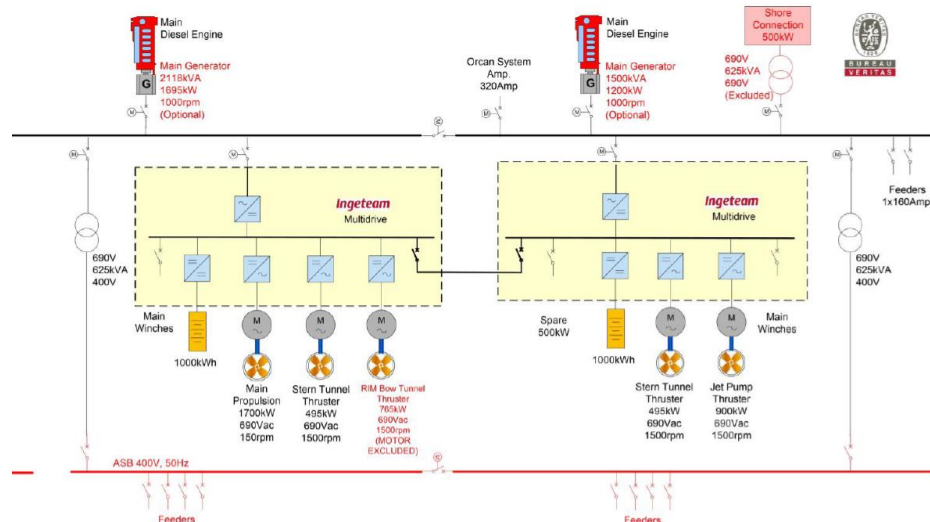 Main
Diesel Engine
Main Generator
2118kVA
1695kW
1000rpm
(Optional)
G
M
Orcan System
Amp.
320Amp
M
Main
Diesel Engine
Main Generator
1500kVA
1200kW
1000rpm
(Optional)
G
M
Shore
Connection
500kW
690V
625kVA
690V
(Excluded)
M
BUREAU
VERITAS
M
M
M
M
Feeders
1x160Amp
Ingeteam
Multidrive
Ingeteam
Multidrive
690V
625kVA
400V
690V
625kVA
400V
Main
Winches
1000kWh
M
Main
Propulsion
1700kW
690Vac
150rpm
M
Stern Tunnel
Thruster
495kW
690Vac
1500rpm
M
RIM Bow Tunnel
Thruster
765kW
690Vac
1500rpm
(MOTOR
EXCLUDED)
Spare
500kW
1000kWh
M
Stern Tunnel
Thruster
495kW
690Vac
1500rpm
M
Jet Pump
Thruster
900kW
690Vac
1500rpm
Main
Winches
ASB 400V, 50Hz
Feeders
Feeders